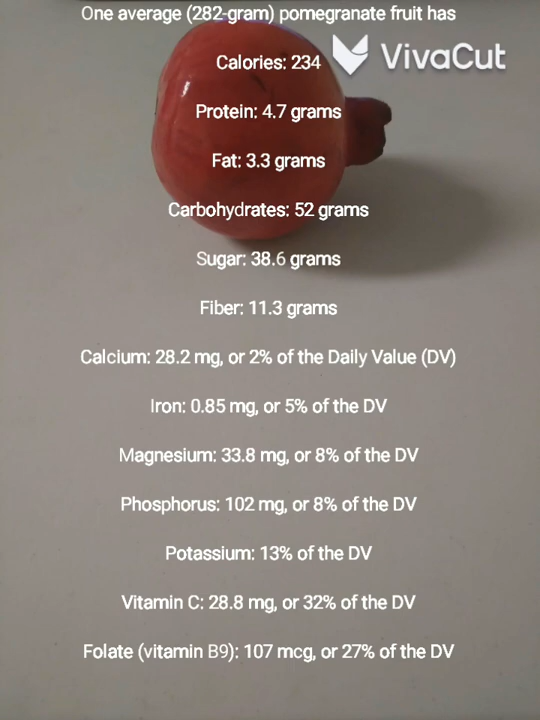 One average (282-gram) pomegranate fruit has
Calories: 234
VivaCut
Protein: 4.7 grams
Fat: 3.3 grams
Carbohydrates: 52 grams
Sugar: 38.6 grams
Fiber: 11.3 grams
Calcium: 28.2 mg, or 2% of the Daily Value (DV)
Iron: 0.85 mg, or 5% of the DV
Magnesium: 33.8 mg, or 8% of the DV
Phosphorus: 102 mg, or 8% of the DV
Potassium: 13% of the DV
Vitamin C: 28.8 mg, or 32% of the DV
Folate (vitamin B9): 107 mcg, or 27% of the DV